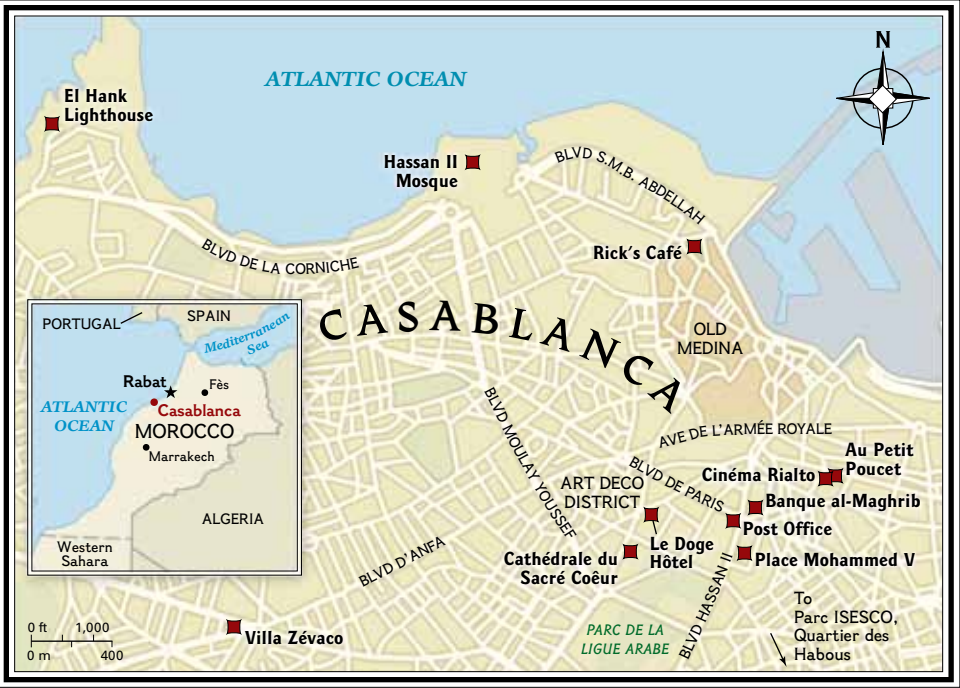 N
ATLANTIC OCEAN
El Hank
Lighthouse
Hassan II
Mosque
BLVD S.M.B. ABDELLAH
Rick's Café
BLVD DE LA CORNICHE
CASABLANCA
OLD
MEDINA
PORTUGAL
SPAIN
Mediterranean
Sea
Rabat
Fès
ATLANTIC
OCEAN
Casablanca
MOROCCO
Marrakech
ALGERIA
Western
Sahara
BLVD MOULAY YOUSSEF
AVE DE L'ARMÉE ROYALE
BLVD DE PARIS
Au Petit
Poucet
Cinéma Rialto
ART DECO
DISTRICT
Banque al-Maghrib
Post Office
Le Doge
Hôtel
Cathédrale du
Sacré Coêur
Place Mohammed V
BLVD D'ANFA
BLVD HASSAN II
Villa Zévaco
PARC DE LA
LIGUE ARABE
To
Parc ISESCO,
Quartier des
Habous
0 ft 1,000
0 m 400